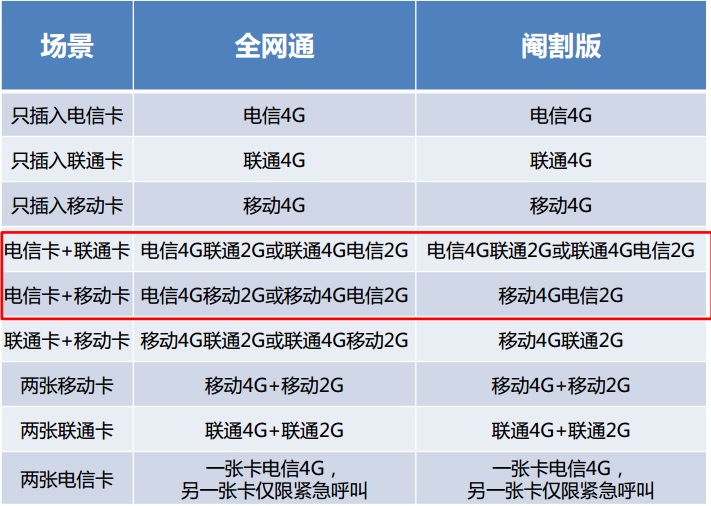 场景 全网通 阉割版
只插入电信卡 电信4G 电信4G
只插入联通卡 联通4G 联通4G
只插入移动卡 移动4G 移动4G
电信卡+联通卡 电信4G联通2G或联通4G电信2G 电信4G联通2G或联通4G电信2G
电信卡+移动卡 电信4G移动2G或移动4G电信2G 移动4G电信2G
联通卡+移动卡 移动4G联通2G或联通4G移动2G 移动4G联通2G
两张移动卡 移动4G+移动2G 移动4G+移动2G
两张联通卡 联通4G+联通2G 联通4G+联通2G
两张电信卡 一张卡电信4G，
另一张卡仅限紧急呼叫 一张卡电信4G，
另一张卡仅限紧急呼叫